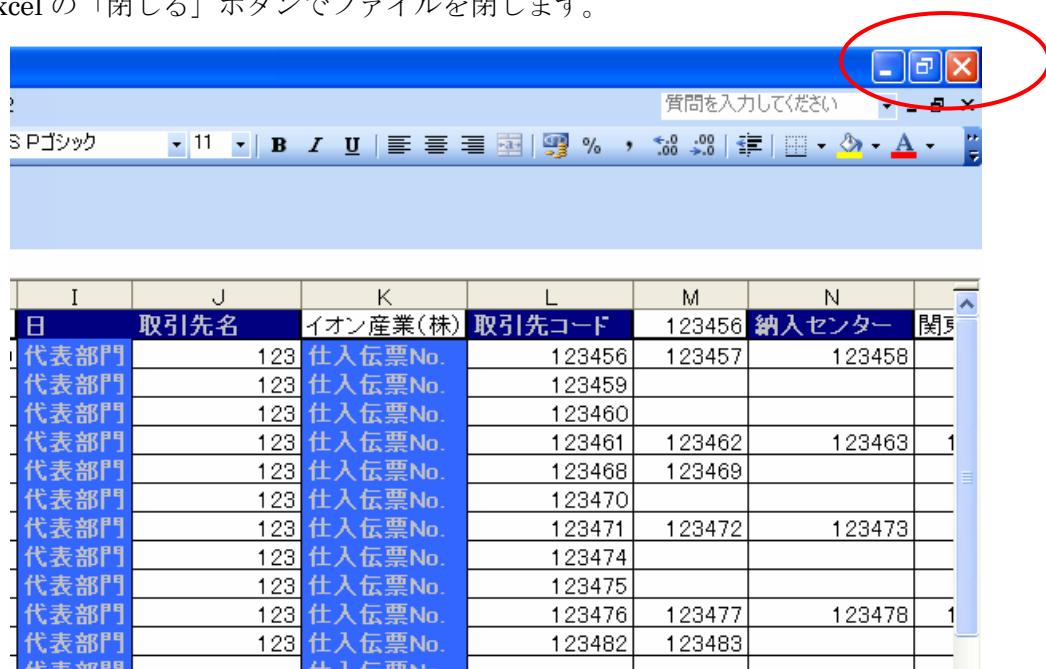 xcel の「閉じる」ボタンでファイルを閉じます。
質問を入力してください
S Pゴシック 11 B I U % , .00 .00 A
I J K L M N
日 取引先名 イオン産業(株) 取引先コード 123456 納入センター 関東
代表部門 123 仕入伝票No. 123456 123457 123458
代表部門 123 仕入伝票No. 123459
代表部門 123 仕入伝票No. 123460
代表部門 123 仕入伝票No. 123461 123462 123463 1
代表部門 123 仕入伝票No. 123468 123469
代表部門 123 仕入伝票No. 123470
代表部門 123 仕入伝票No. 123471 123472 123473
代表部門 123 仕入伝票No. 123474
代表部門 123 仕入伝票No. 123475
代表部門 123 仕入伝票No. 123476 123477 123478 1
代表部門 123 仕入伝票No. 123482 123483